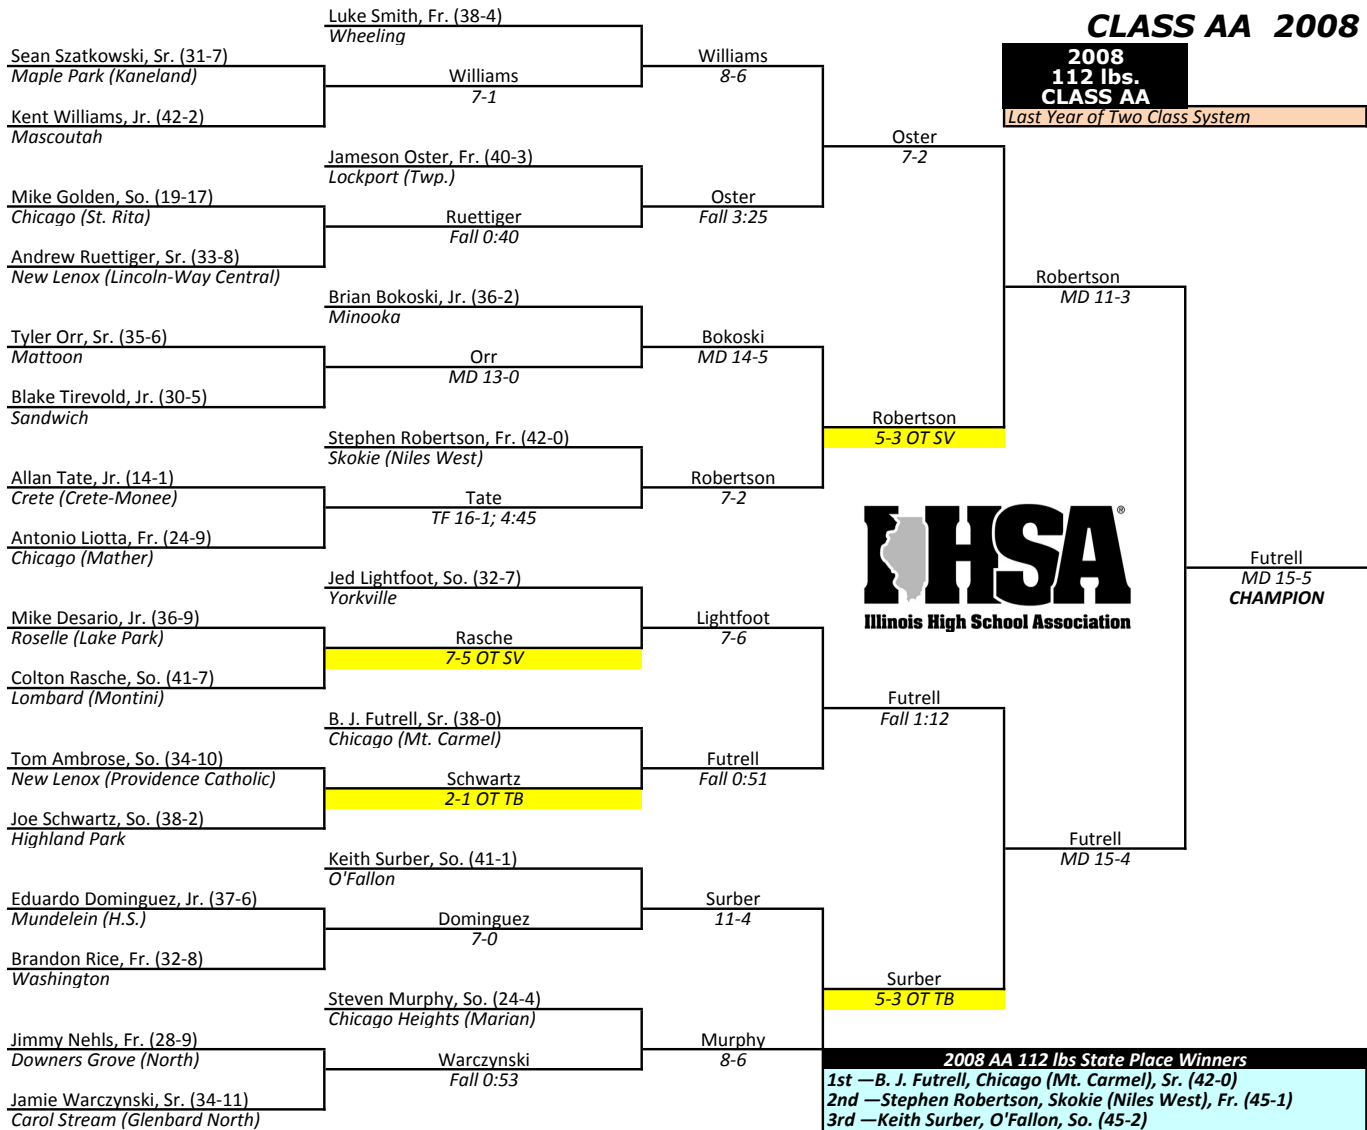 CLASS AA  2008
2008
112 lbs.
CLASS AA
Last Year of Two Class System
Sean Szatkowski, Sr. (31-7)
Maple Park (Kaneland)
Kent Williams, Jr. (42-2)
Mascoutah
Mike Golden, So. (19-17)
Chicago (St. Rita)
Andrew Ruettiger, Sr. (33-8)
New Lenox (Lincoln-Way Central)
Tyler Orr, Sr. (35-6)
Mattoon
Blake Tirevold, Jr. (30-5)
Sandwich
Allan Tate, Jr. (14-1)
Crete (Crete-Monee)
Antonio Liotta, Fr. (24-9)
Chicago (Mather)
Mike Desario, Jr. (36-9)
Roselle (Lake Park)
Colton Rasche, So. (41-7)
Lombard (Montini)
Tom Ambrose, So. (34-10)
New Lenox (Providence Catholic)
Joe Schwartz, So. (38-2)
Highland Park
Eduardo Dominguez, Jr. (37-6)
Mundelein (H.S.)
Brandon Rice, Fr. (32-8)
Washington
Jimmy Nehls, Fr. (28-9)
Downers Grove (North)
Jamie Warczynski, Sr. (34-11)
Carol Stream (Glenbard North)
Luke Smith, Fr. (38-4)
Wheeling
Williams
7-1
Jameson Oster, Fr. (40-3)
Lockport (Twp.)
Ruettiger
Fall 0:40
Brian Bokoski, Jr. (36-2)
Minooka
Orr
MD 13-0
Stephen Robertson, Fr. (42-0)
Skokie (Niles West)
Tate
TF 16-1; 4:45
Jed Lightfoot, So. (32-7)
Yorkville
Rasche
7-5 OT SV
B. J. Futrell, Sr. (38-0)
Chicago (Mt. Carmel)
Schwartz
2-1 OT TB
Keith Surber, So. (41-1)
O'Fallon
Dominguez
7-0
Steven Murphy, So. (24-4)
Chicago Heights (Marian)
Warczynski
Fall 0:53
Williams
8-6
Oster
Fall 3:25
Bokoski
MD 14-5
Robertson
7-2
Lightfoot
7-6
Futrell
Fall 0:51
Surber
11-4
Murphy
8-6
Oster
7-2
Robertson
5-3 OT SV
Futrell
Fall 1:12
Surber
5-3 OT TB
Robertson
MD 11-3
Futrell
MD 15-4
Futrell
MD 15-5
CHAMPION
IHSA®
Illinois High School Association
2008 AA 112 lbs State Place Winners
1st —B. J. Futrell, Chicago (Mt. Carmel), Sr. (42-0)
2nd —Stephen Robertson, Skokie (Niles West), Fr. (45-1)
3rd —Keith Surber, O'Fallon, So. (45-2)